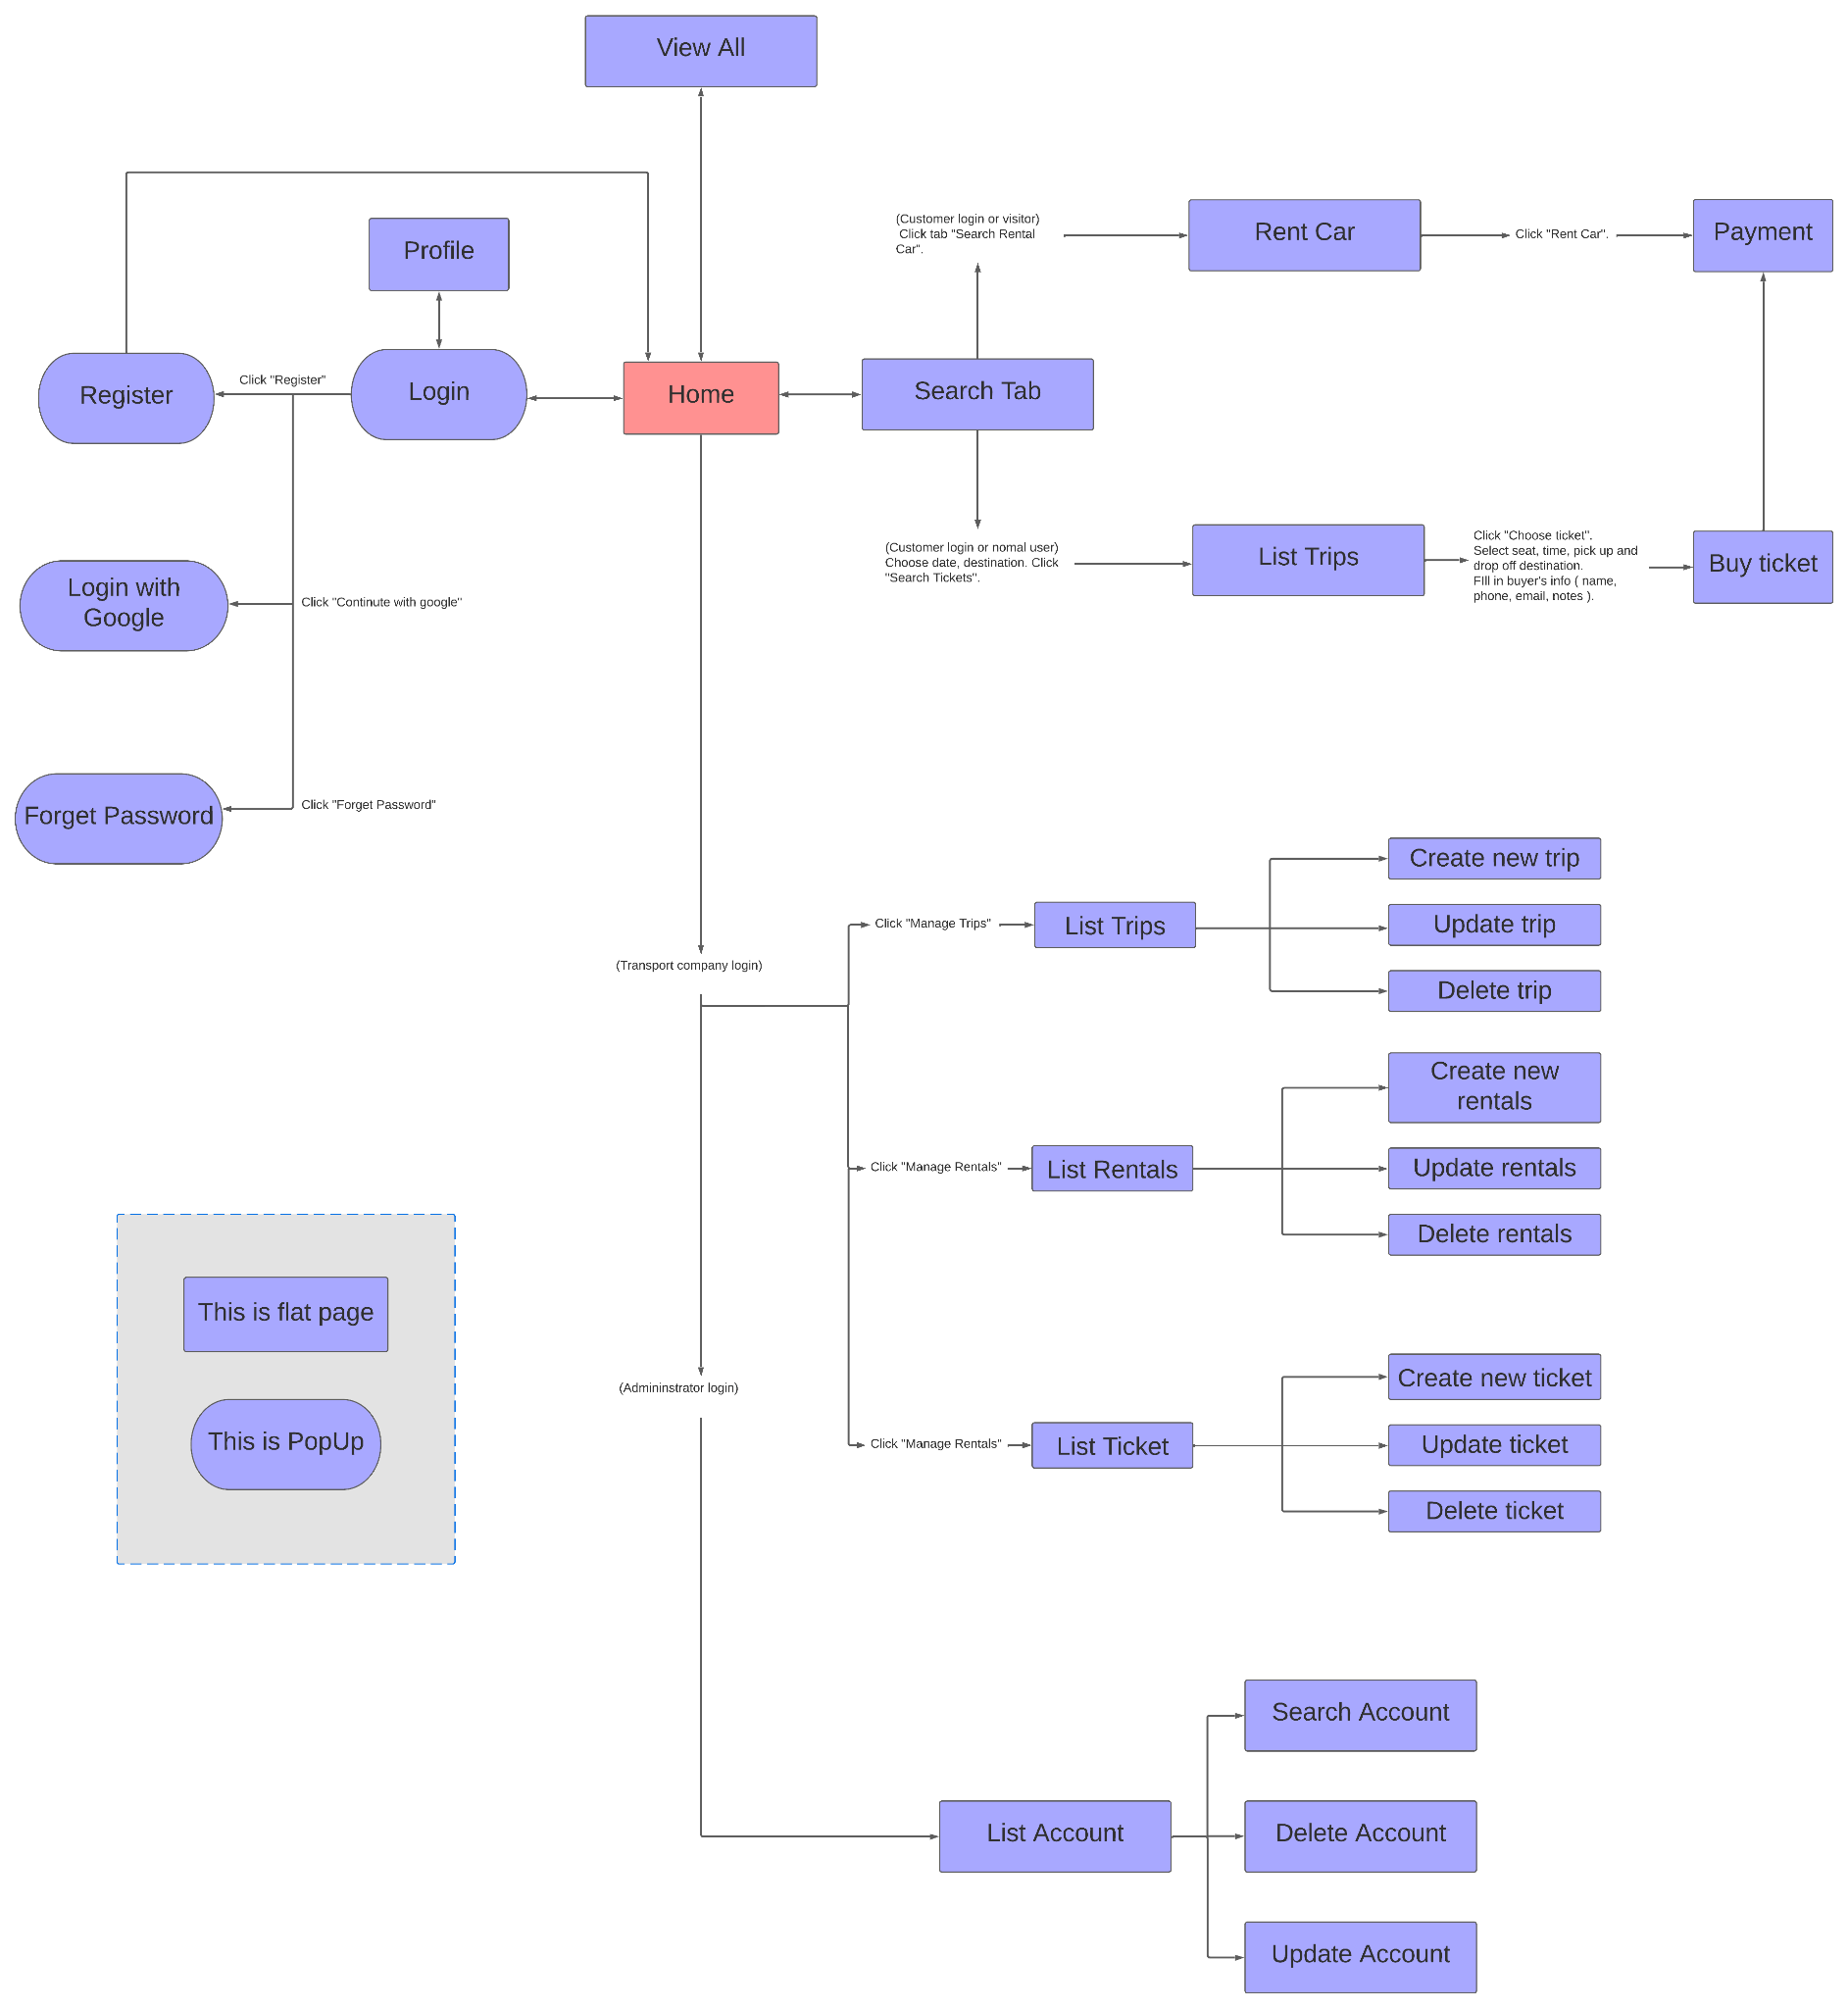 View All
Profile
Register
Click "Register"
Login
Home
Search Tab
(Customer login or visitor)
Click tab "Search Rental
Car".
Rent Car
Click "Rent Car".
Payment
(Customer login or nomal user)
Choose date, destination. Click
"Search Tickets".
List Trips
Click "Choose ticket".
Select seat, time, pick up and
drop off destination.
FIll in buyer's info ( name,
phone, email, notes ).
Buy ticket
Login with
Google
Click "Continute with google"
Forget Password
Click "Forget Password"
(Transport company login)
Click "Manage Trips"
List Trips
Create new trip
Update trip
Delete trip
Click "Manage Rentals"
List Rentals
Create new
rentals
Update rentals
Delete rentals
This is flat page
This is PopUp
(Admininstrator login)
Click "Manage Rentals"
List Ticket
Create new ticket
Update ticket
Delete ticket
List Account
Search Account
Delete Account
Update Account